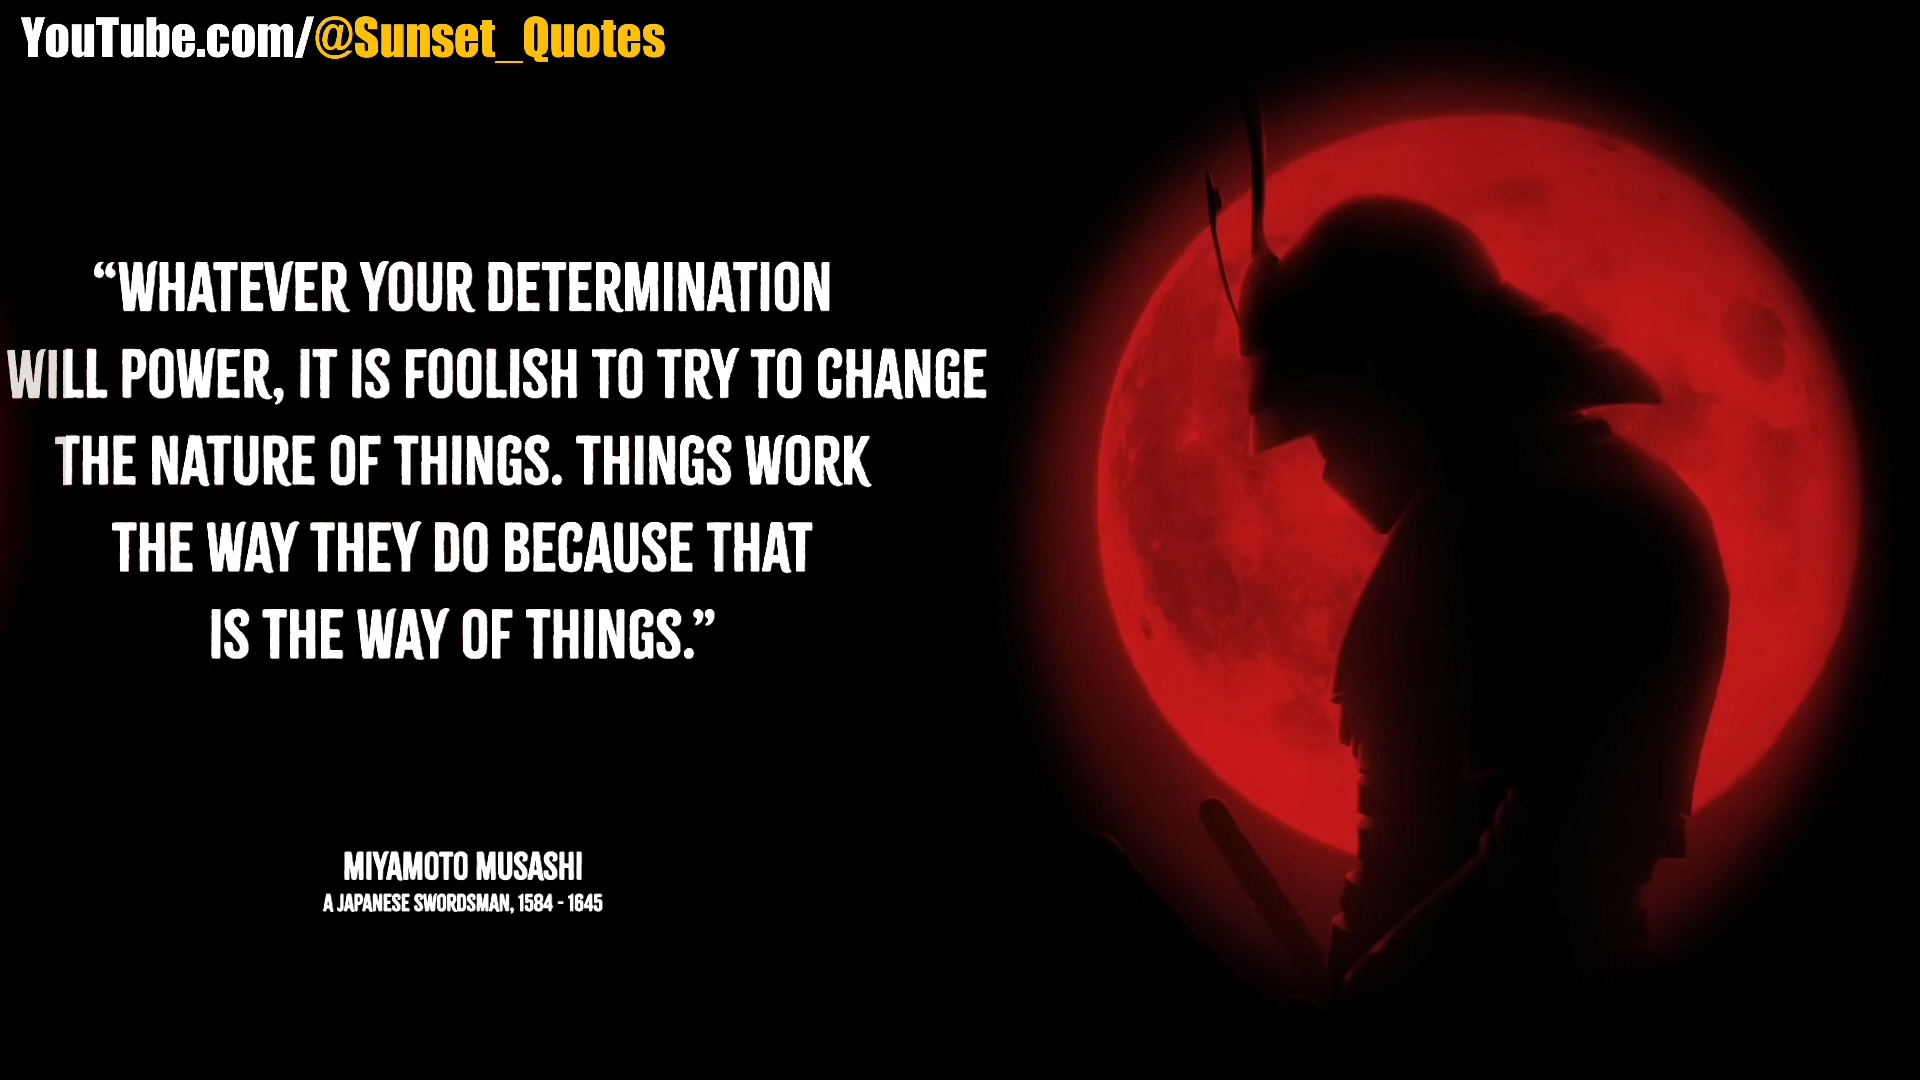 YouTube.com/@Sunset_Quotes
“WHATEVER YOUR DETERMINATION
WILL POWER, IT IS FOOLISH TO TRY TO CHANGE
THE NATURE OF THINGS. THINGS WORK
THE WAY THEY DO BECAUSE THAT
IS THE WAY OF THINGS.”
MIYAMOTO MUSASHI
A JAPANESE SWORDSMAN, 1584 - 1645